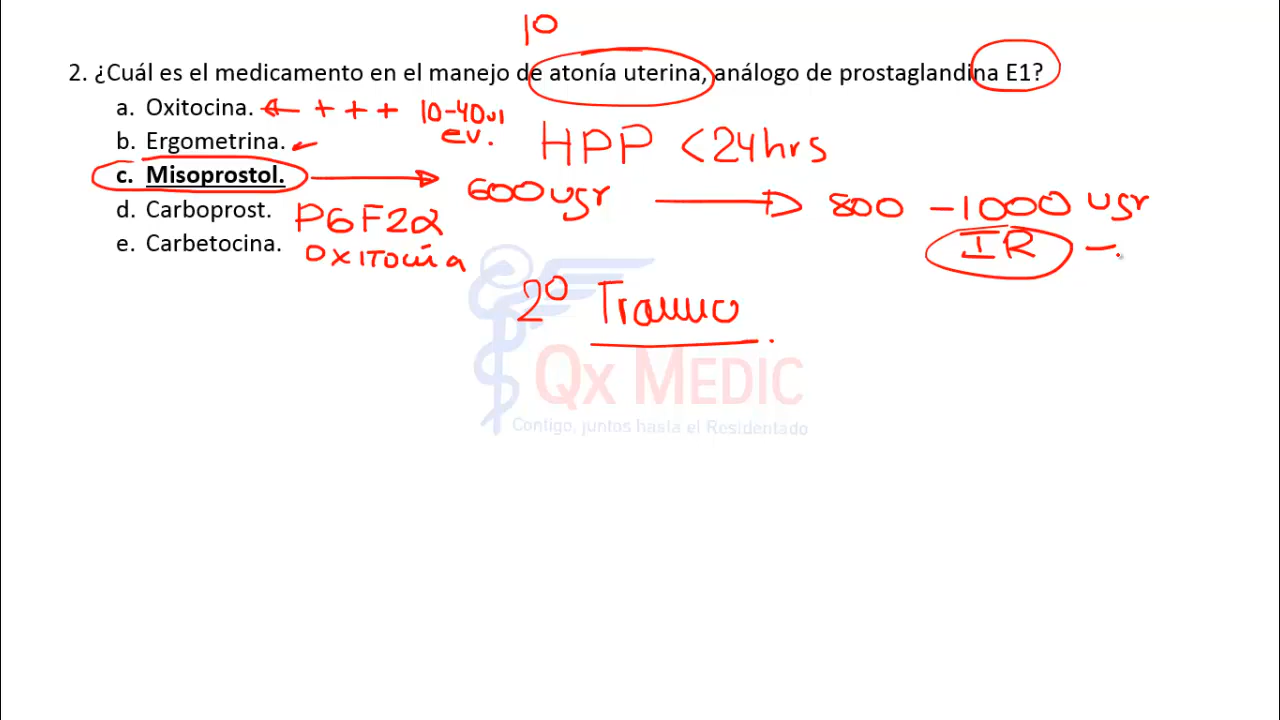 10
2. ¿Cuál es el medicamento en el manejo de atonía uterina, análogo de prostaglandina E1?
a. Oxitocina. ← + + + 10-40UI
b. Ergometrina. EV.
HPP <24hrs
c. Misoprostol. → 600 ugr → 800 - 1000 ugr
d. Carboprost. PGF2α
IR -
e. Carbetocina. OXITOCINA
2º Trauma
Qx MEDIC
Contigo, juntos hasta el Residentado